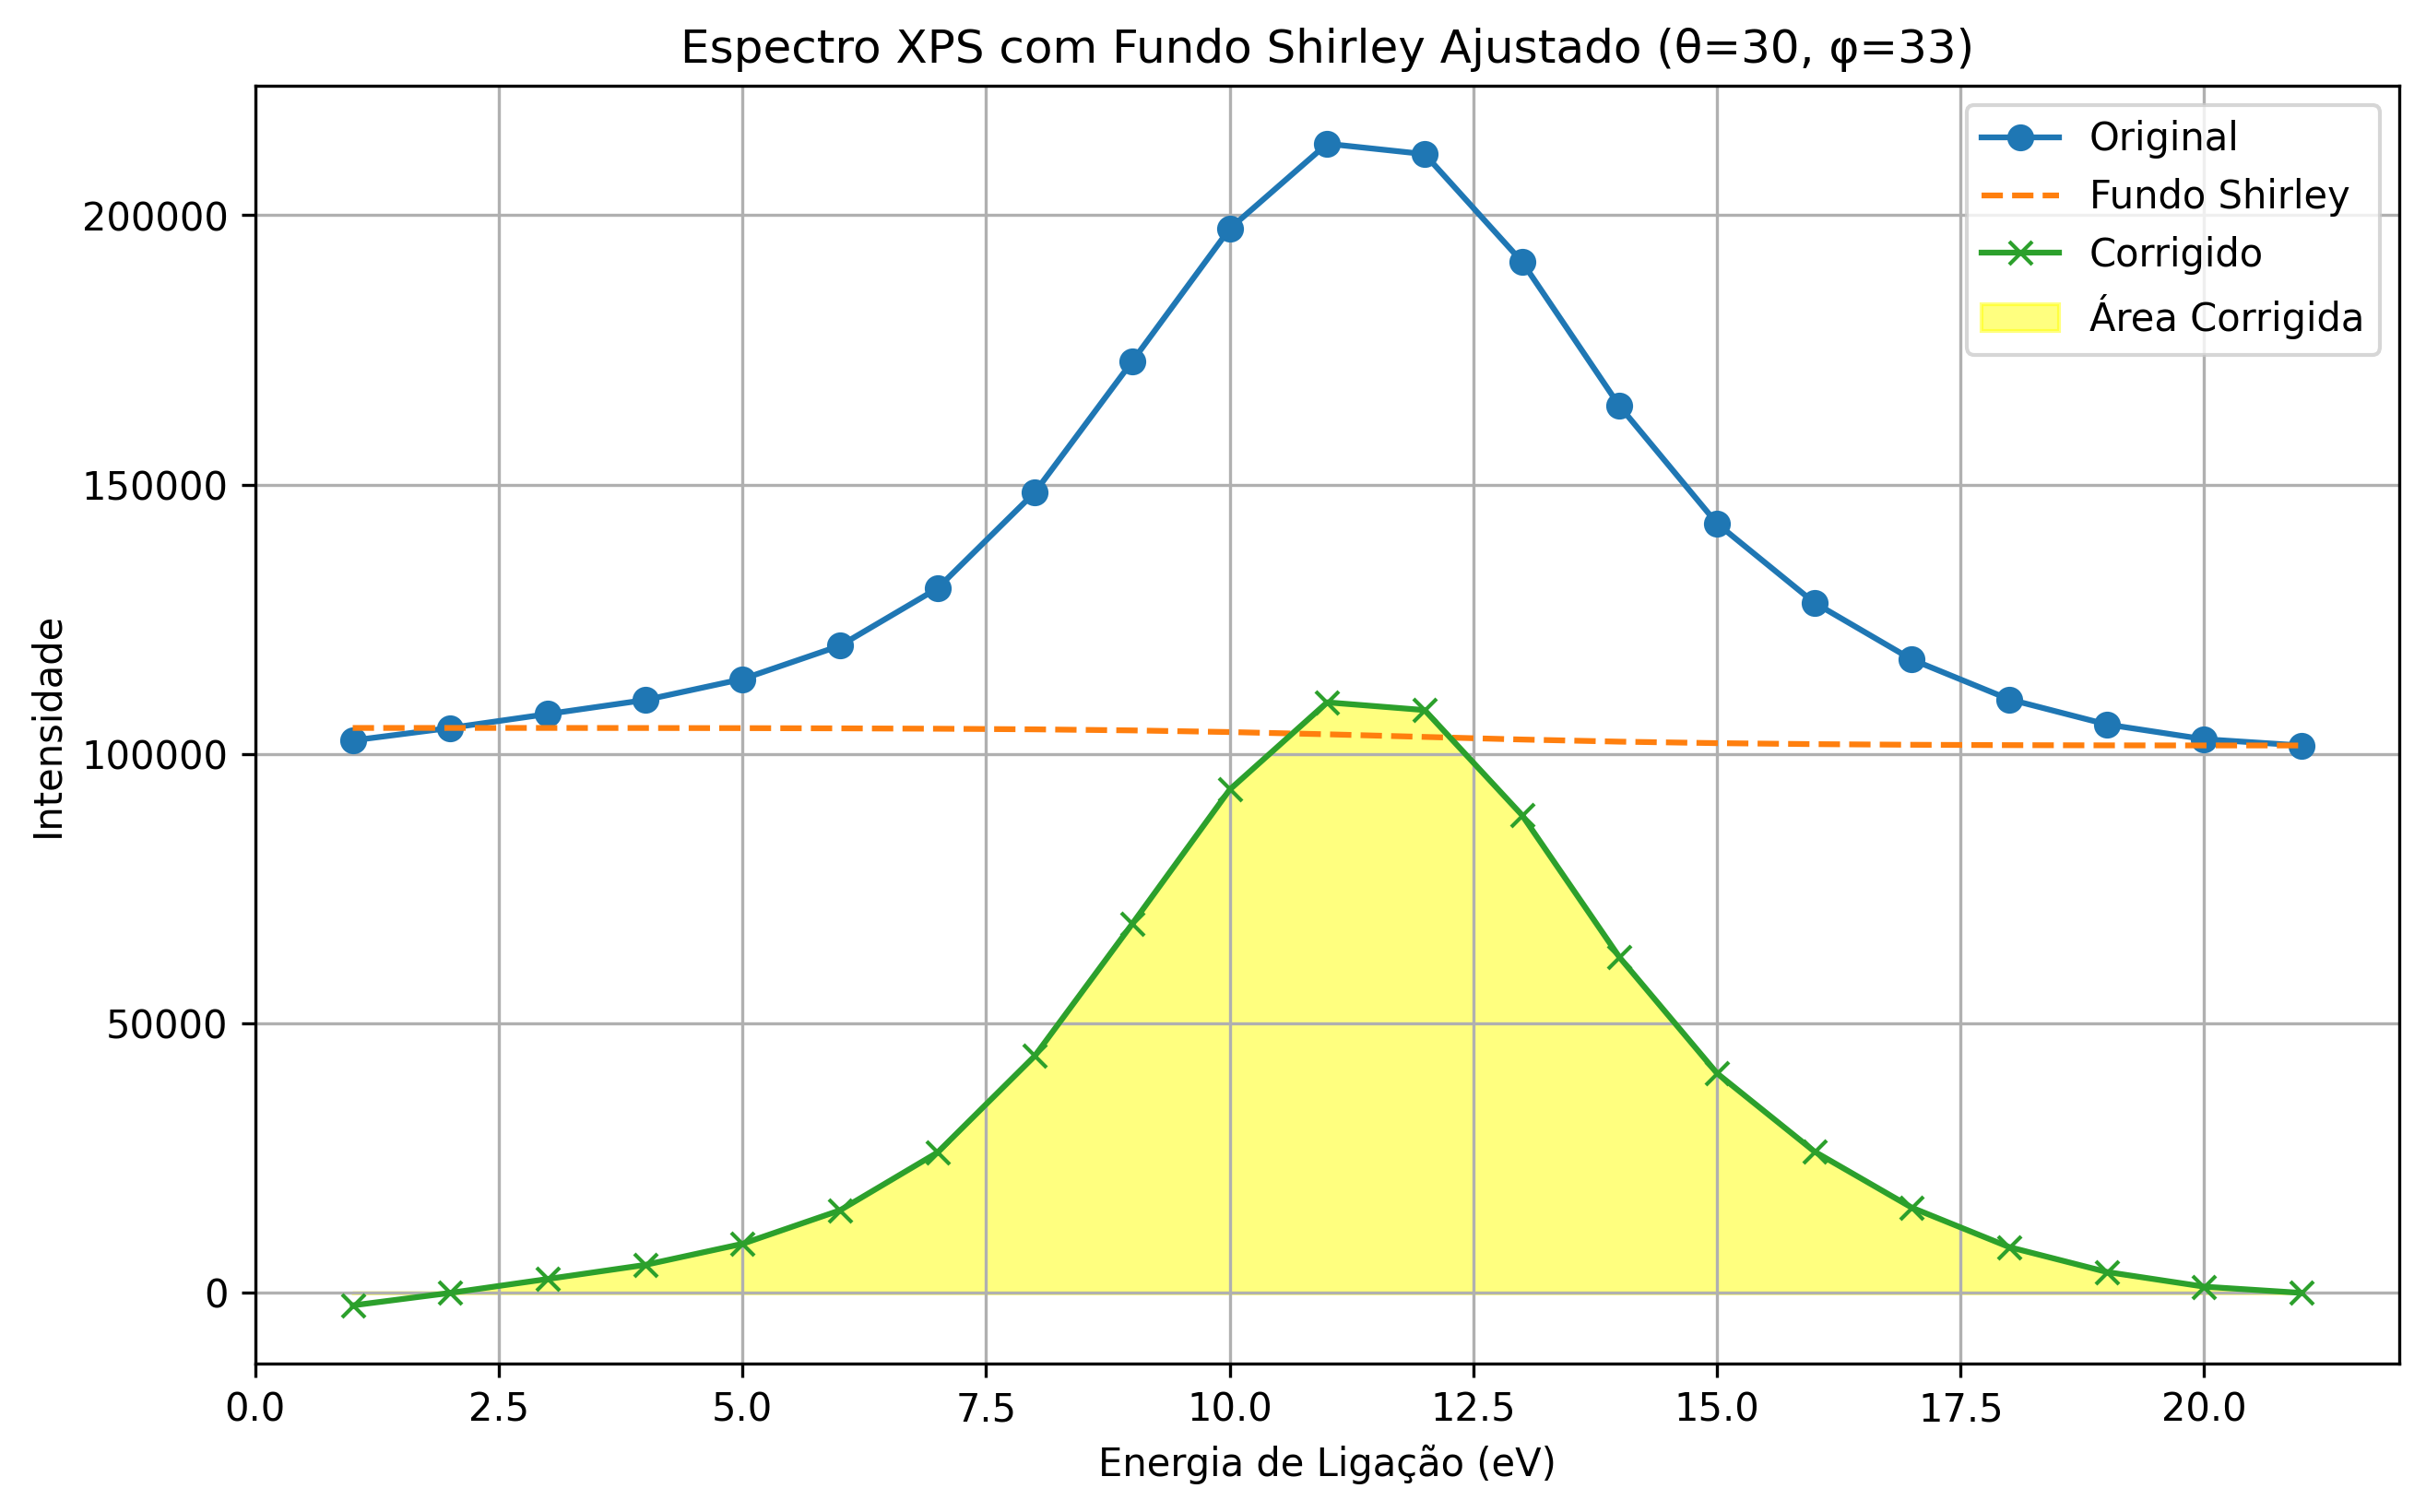 Espectro XPS com Fundo Shirley Ajustado (θ=30, φ=33)
Original
Fundo Shirley
Corrigido
Área Corrigida
Intensidade
200000
150000
100000
50000
0
0.0 2.5 5.0 7.5 10.0 12.5 15.0 17.5 20.0
Energia de Ligação (eV)